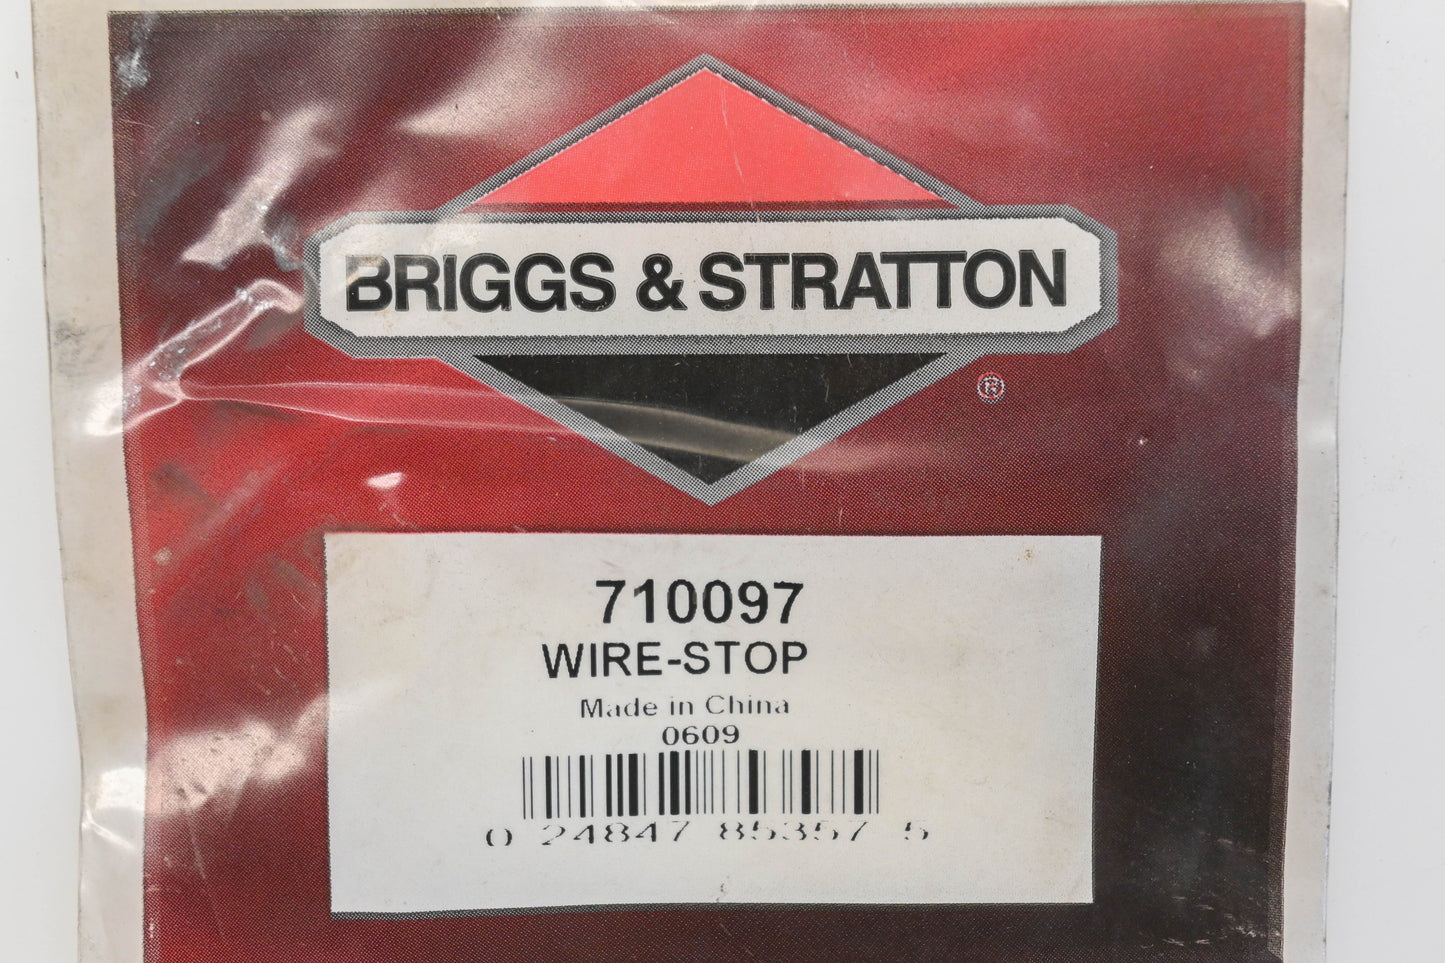 BRIGGS & STRATTON
®
710097
WIRE-STOP
Made in China
0609
0 24847 85357 5